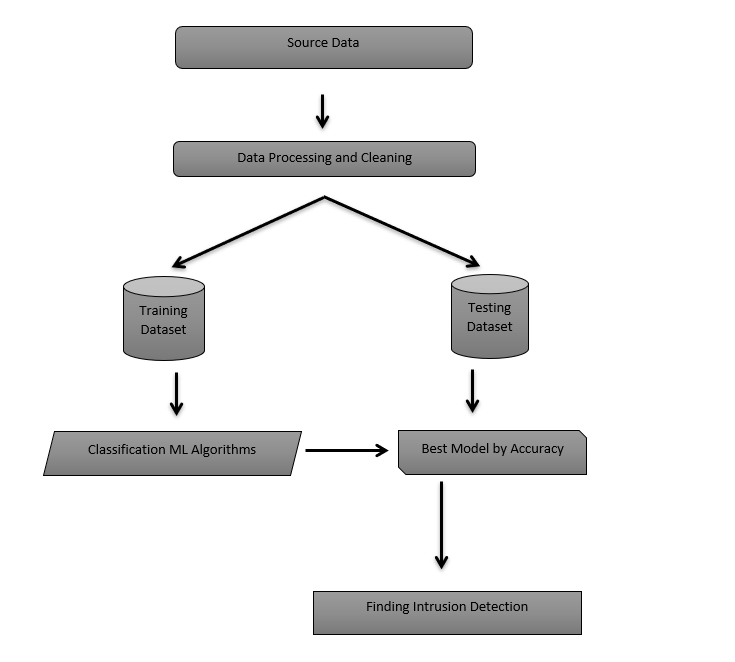 Source Data
Data Processing and Cleaning
Training
Dataset
Testing
Dataset
Classification ML Algorithms
Best Model by Accuracy
Finding Intrusion Detection